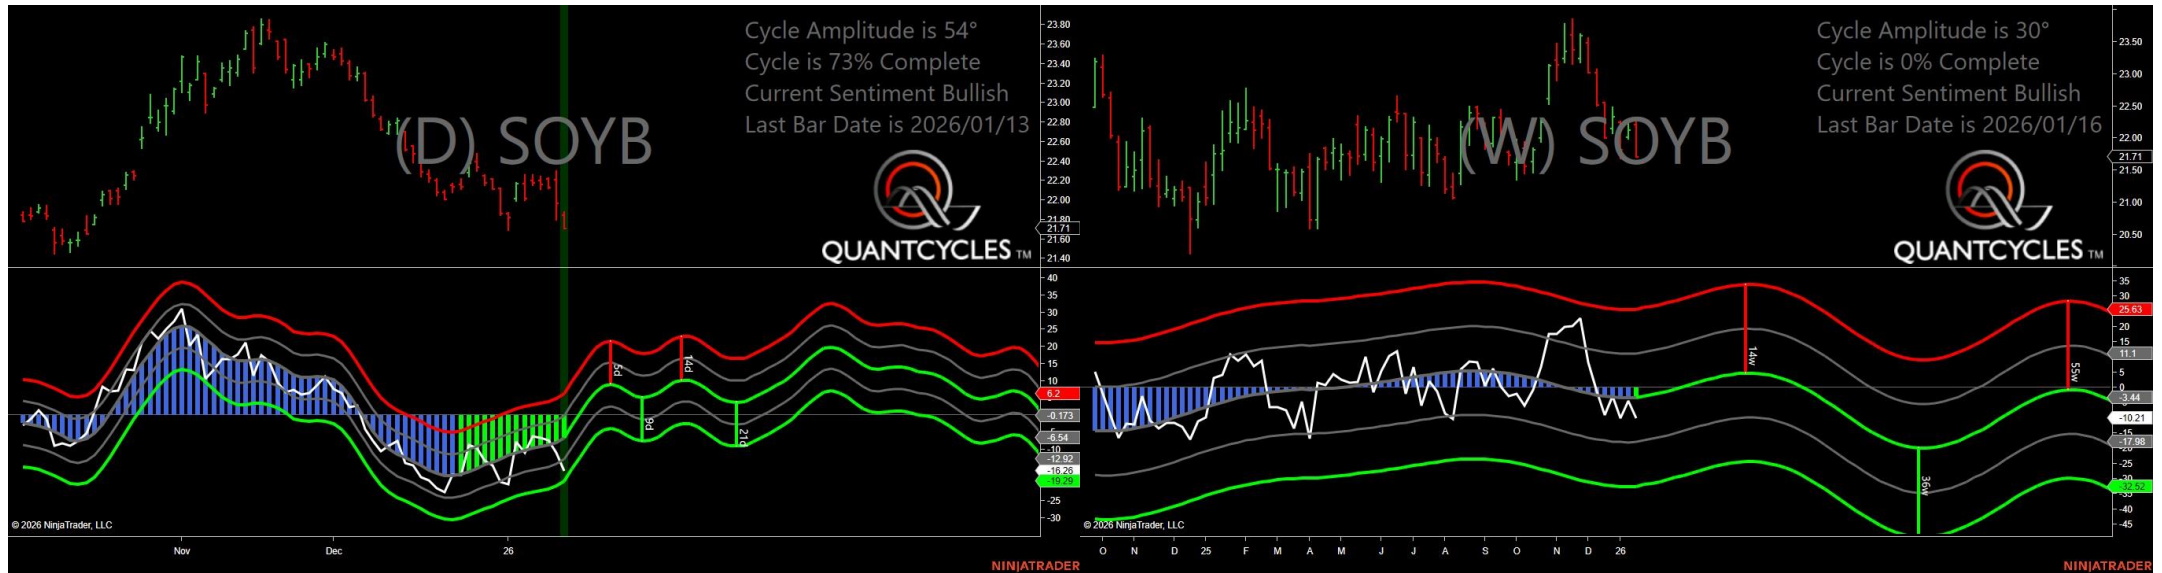 Cycle Amplitude is 54°
Cycle is 73% Complete
Current Sentiment Bullish
Last Bar Date is 2026/01/13
(D) SOYB
QUANTCYCLES TM
23.80
23.60
23.40
23.20
23.00
22.80
22.60
22.40
22.20
22.00
21.80
21.71
21.60
21.40
40
35
30
25
20
15
10
6.2
-0.173
-6.54
-10
-12.92
-16.26
-19.29
-25
-30
5d
14d
9d
21d
© 2026 NinjaTrader, LLC
Nov Dec 26
NINJATRADER
Cycle Amplitude is 30°
Cycle is 0% Complete
Current Sentiment Bullish
Last Bar Date is 2026/01/16
(W) SOYB
QUANTCYCLES TM
23.50
23.00
22.50
22.00
21.71
21.50
21.00
20.50
35
30
25.63
20
15
11.1
5
0
-3.44
-10.21
-15
-17.98
-25
-30
-32.52
-35
-40
-45
14w
55w
36w
© 2026 NinjaTrader, LLC
O N D 25 F M A M J J A S O N D 26
NINJATRADER